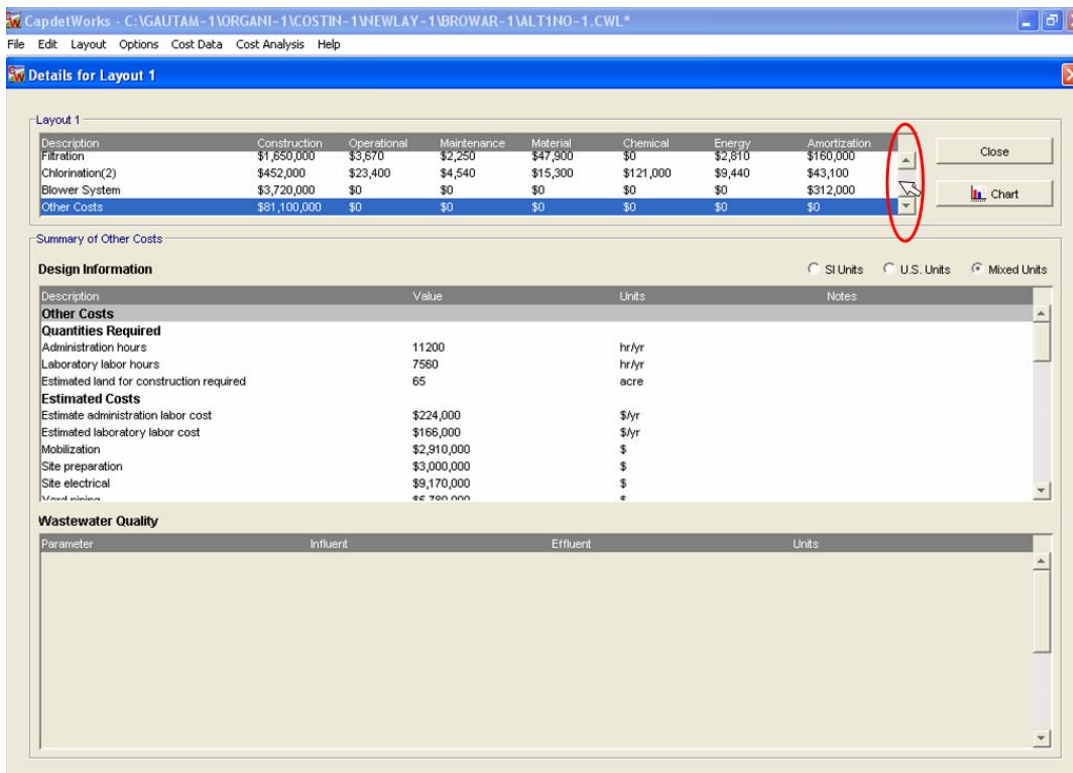 CapdetWorks - C:\GAUTAM~1\ORGANI~1\COSTIN~1\NEWLAY~1\BROWAR~1\ALT1NO~1.CWL*
File Edit Layout Options Cost Data Cost Analysis Help
Details for Layout 1
Layout 1
Description Construction Operational Maintenance Material Chemical Energy Amortization
Filtration $1,650,000 $3,670 $2,250 $47,900 $0 $2,810 $160,000
Close
Chlorination(2) $452,000 $23,400 $4,540 $15,300 $121,000 $9,440 $43,100
Blower System $3,720,000 $0 $0 $0 $0 $0 $312,000
Chart
Other Costs $81,100,000 $0 $0 $0 $0 $0 $0
Summary of Other Costs
Design Information SI Units U.S. Units Mixed Units
Description Value Units Notes
Other Costs
Quantities Required
Administration hours 11200 hr/yr
Laboratory labor hours 7560 hr/yr
Estimated land for construction required 65 acre
Estimated Costs
Estimate administration labor cost $224,000 $/yr
Estimated laboratory labor cost $166,000 $/yr
Mobilization $2,910,000 $
Site preparation $3,000,000 $
Site electrical $9,170,000 $
Yard piping $5,780,000 $
Wastewater Quality
Parameter Influent Effluent Units